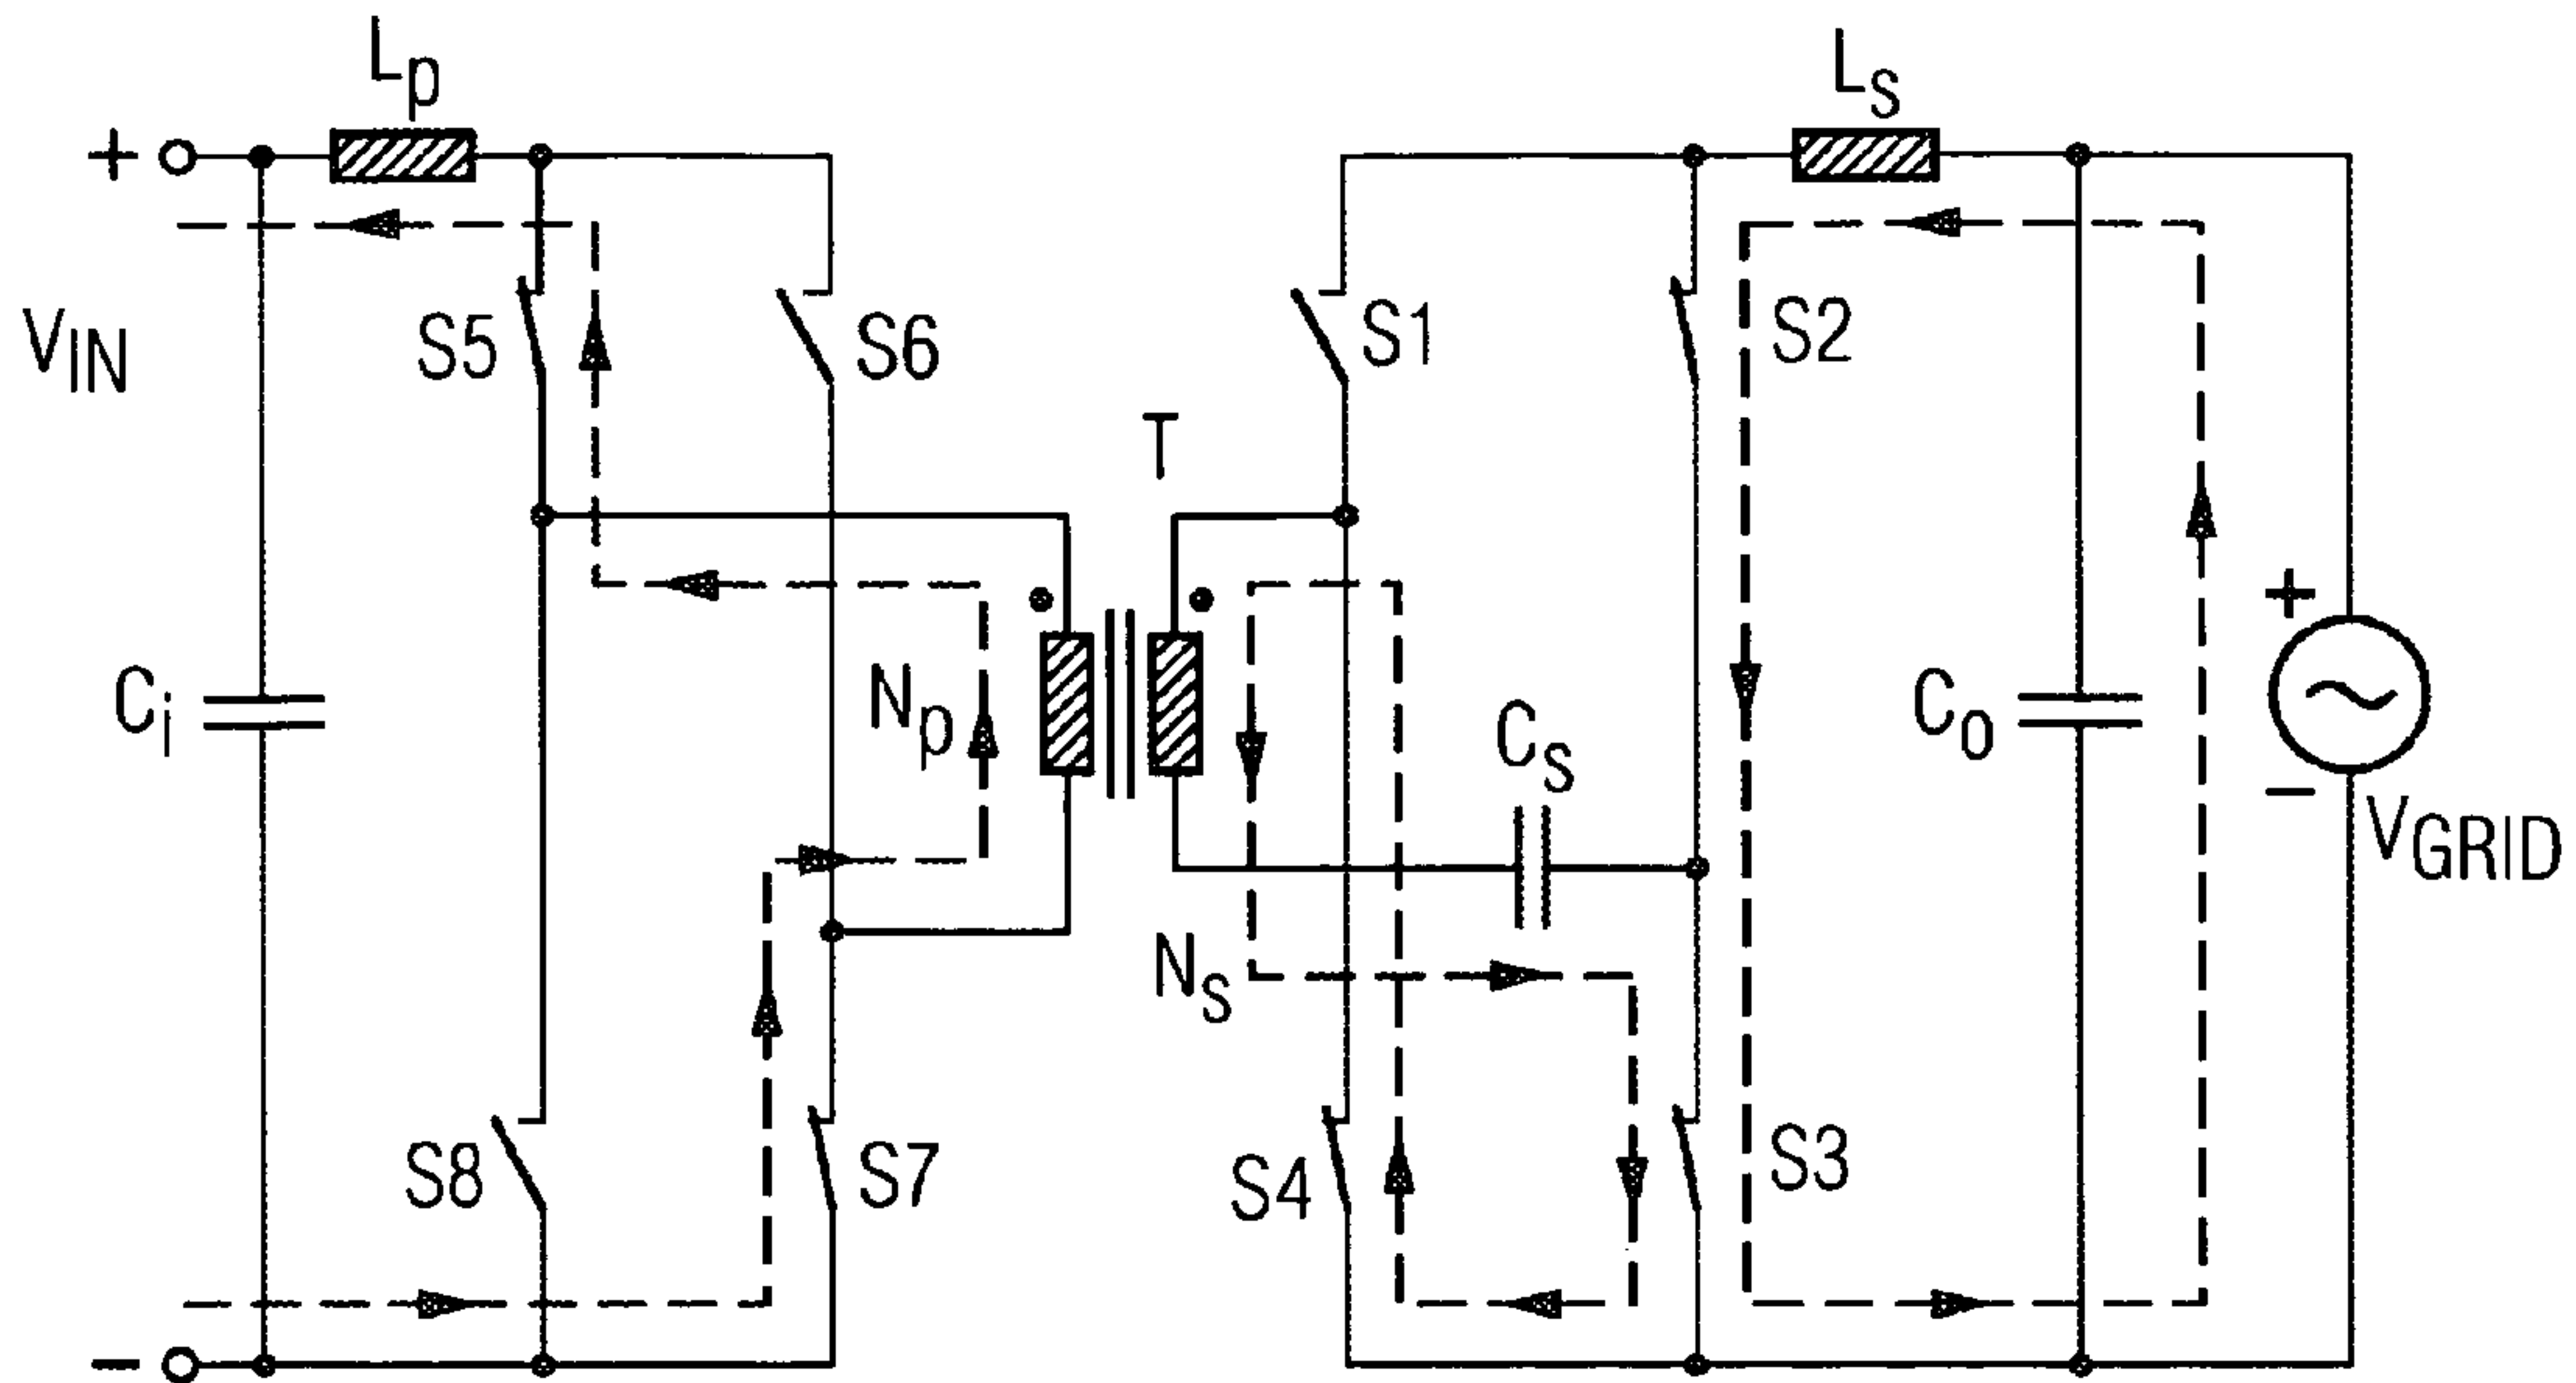 Lp
Ls
+
VIN
S5
S6
S1
S2
T
+
Ci
Np
Cs
Co
−
VGRID
Ns
S8
S7
S4
S3
−